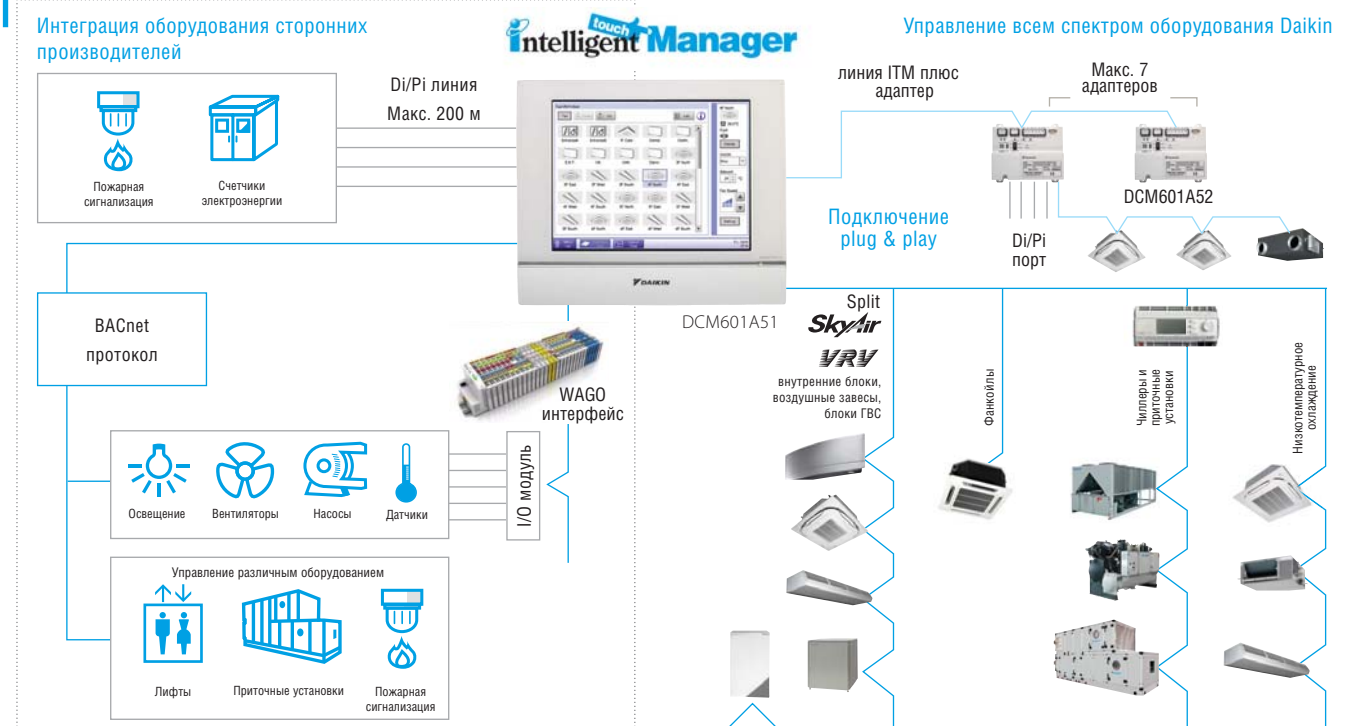 Интеграция оборудования сторонних
производителей
touch
intelligent Manager
Управление всем спектром оборудования Daikin
Di/Pi линия
Макс. 200 м
Пожарная
сигнализация
Счетчики
электроэнергии
линия ITM плюс
адаптер
Макс. 7
адаптеров
DCM601A52
Подключение
plug & play
Di/Pi
порт
DAIKIN
DCM601A51
BACnet
протокол
WAGO
интерфейс
Split
SkyAir
VRV
внутренние блоки,
воздушные завесы,
блоки ГВС
Фанкойлы
Чиллеры и
приточные
установки
Низкотемпературное
охлаждение
Освещение
Вентиляторы
Насосы
Датчики
I/O модуль
Управление различным оборудованием
Лифты
Приточные установки
Пожарная
сигнализация